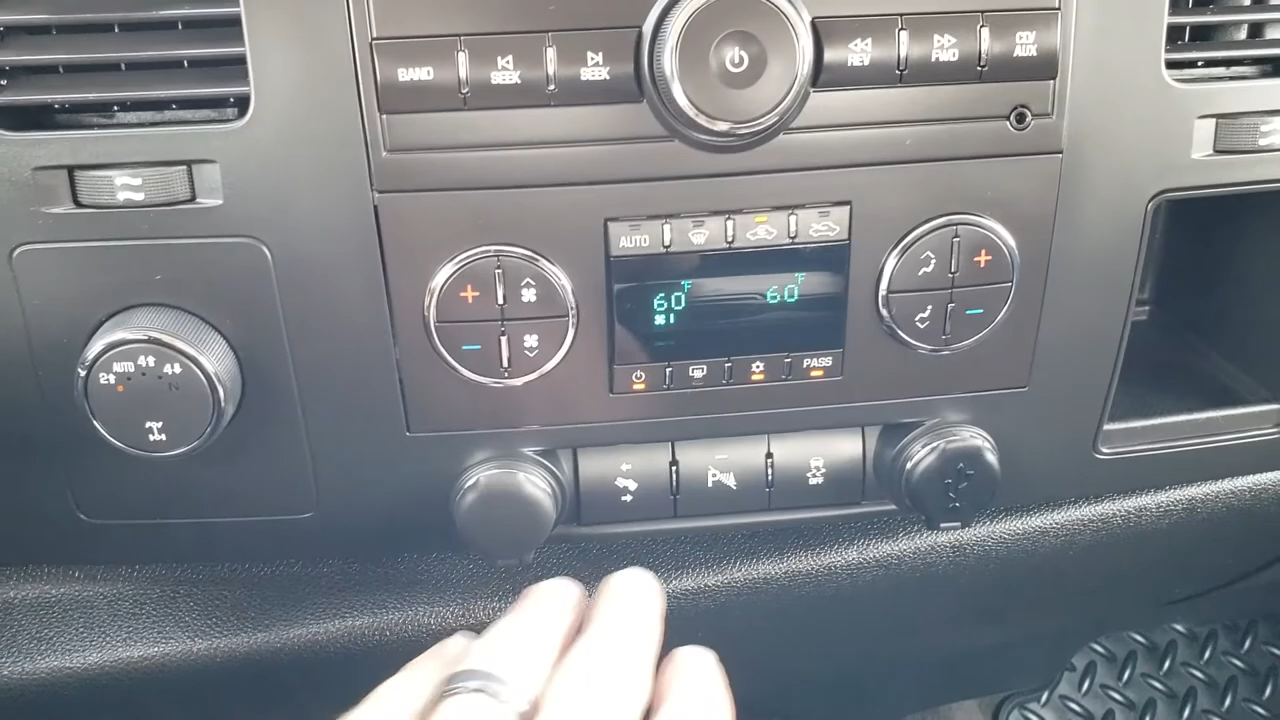 BAND
SEEK
SEEK
REV
FWD
CD/
AUX
AUTO
60°F
60°F
PASS
AUTO
2
4
4
N
P
OFF